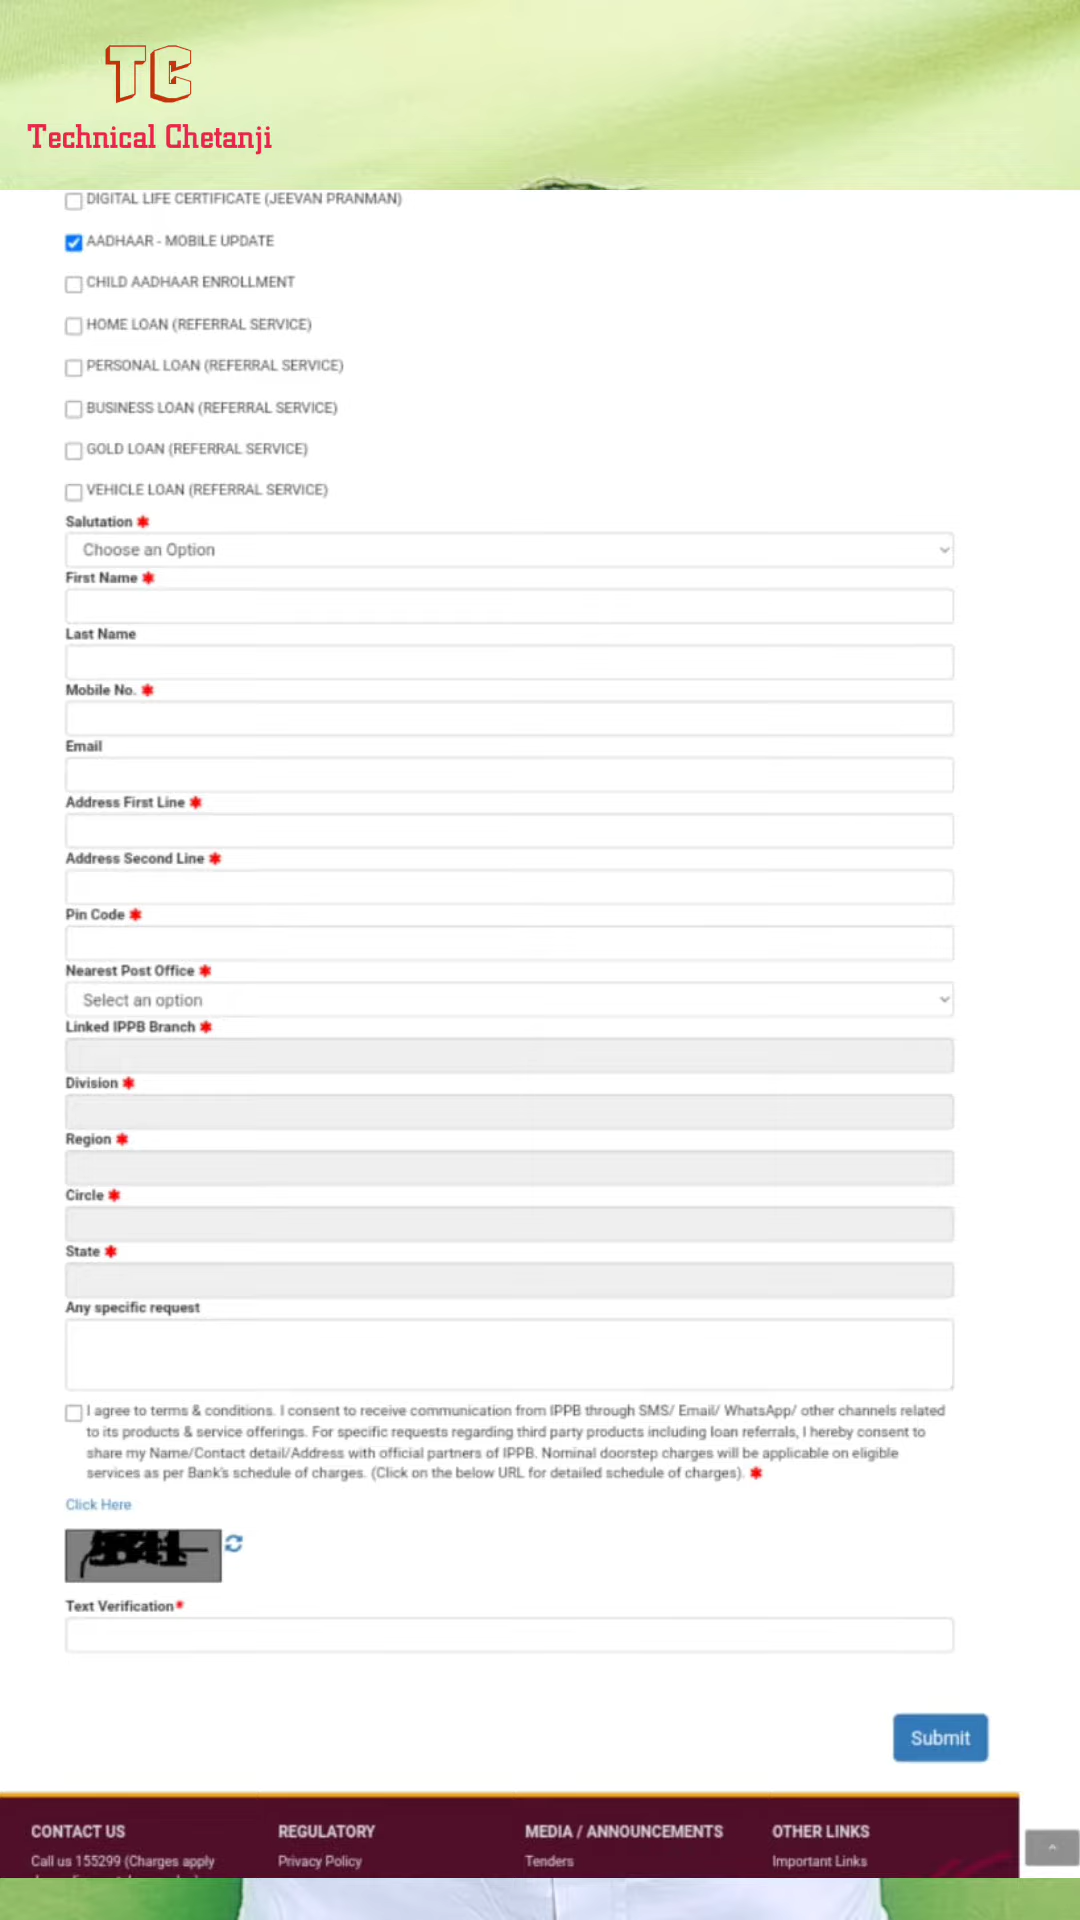 TC
Technical Chetanji
DIGITAL LIFE CERTIFICATE (JEEVAN PRANMAN)
AADHAAR - MOBILE UPDATE
CHILD AADHAAR ENROLLMENT
HOME LOAN (REFERRAL SERVICE)
PERSONAL LOAN (REFERRAL SERVICE)
BUSINESS LOAN (REFERRAL SERVICE)
GOLD LOAN (REFERRAL SERVICE)
VEHICLE LOAN (REFERRAL SERVICE)
Salutation *
Choose an Option
First Name *
Last Name
Mobile No. *
Email
Address First Line *
Address Second Line *
Pin Code *
Nearest Post Office *
Select an option
Linked IPPB Branch *
Division *
Region *
Circle *
State *
Any specific request
I agree to terms & conditions. I consent to receive communication from IPPB through SMS/ Email/ WhatsApp/ other channels related
to its products & service offerings. For specific requests regarding third party products including loan referrals, I hereby consent to
share my Name/Contact detail/Address with official partners of IPPB. Nominal doorstep charges will be applicable on eligible
services as per Bank's schedule of charges. (Click on the below URL for detailed schedule of charges). *
Click Here
Text Verification*
Submit
CONTACT US REGULATORY MEDIA / ANNOUNCEMENTS OTHER LINKS
Call us 155299 (Charges apply Privacy Policy Tenders Important Links